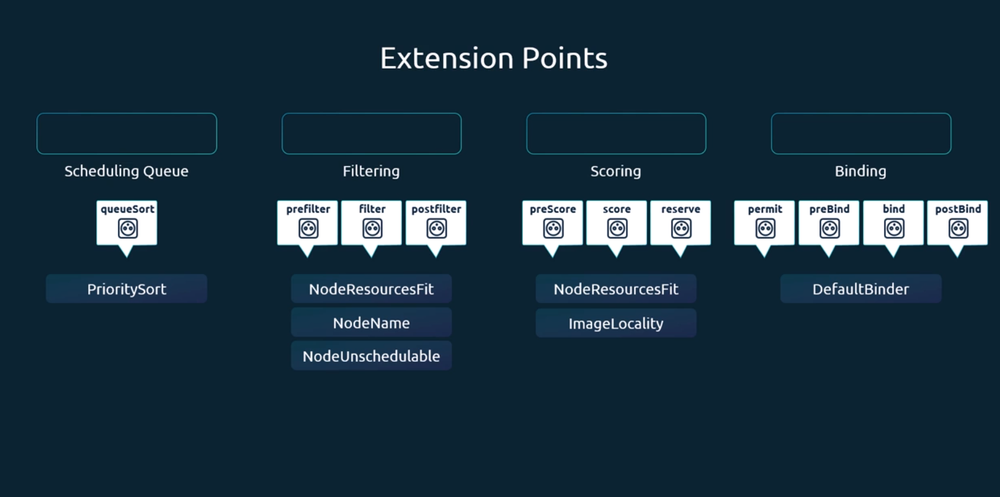 Extension Points
Scheduling Queue
Filtering
Scoring
Binding
queueSort
prefilter
filter
postfilter
preScore
score
reserve
permit
preBind
bind
postBind
PrioritySort
NodeResourcesFit
NodeResourcesFit
DefaultBinder
NodeName
ImageLocality
NodeUnschedulable